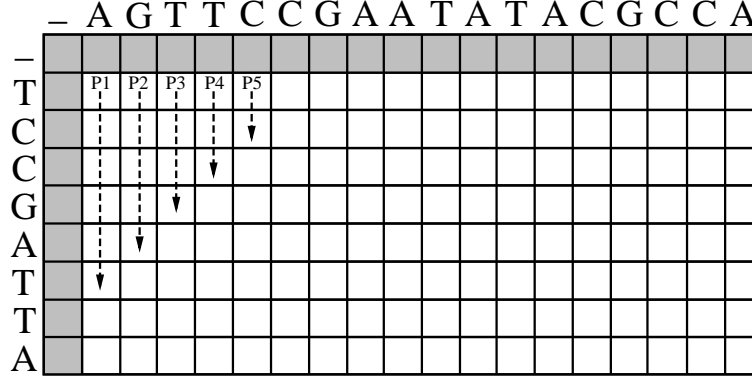 – A G T T C C G A A T A T A C G C C A
–
T P1 P2 P3 P4 P5
C
C
G
A
T
T
A